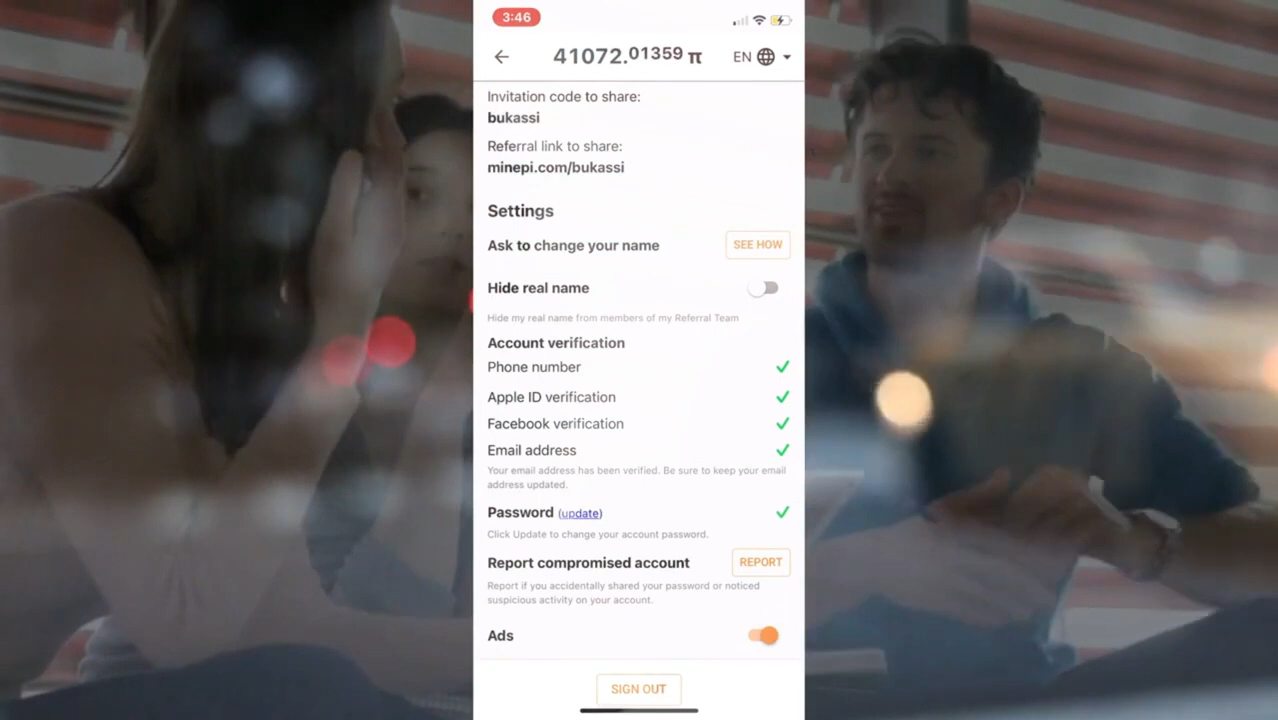 3:46
41072.01359 π
EN
Invitation code to share:
bukassi
Referral link to share:
minepi.com/bukassi
Settings
Ask to change your name
SEE HOW
Hide real name
Hide my real name from members of my Referral Team
Account verification
Phone number
Apple ID verification
Facebook verification
Email address
Your email address has been verified. Be sure to keep your email
address updated.
Password (update)
Click Update to change your account password.
Report compromised account
REPORT
Report if you accidentally shared your password or noticed
suspicious activity on your account.
Ads
SIGN OUT